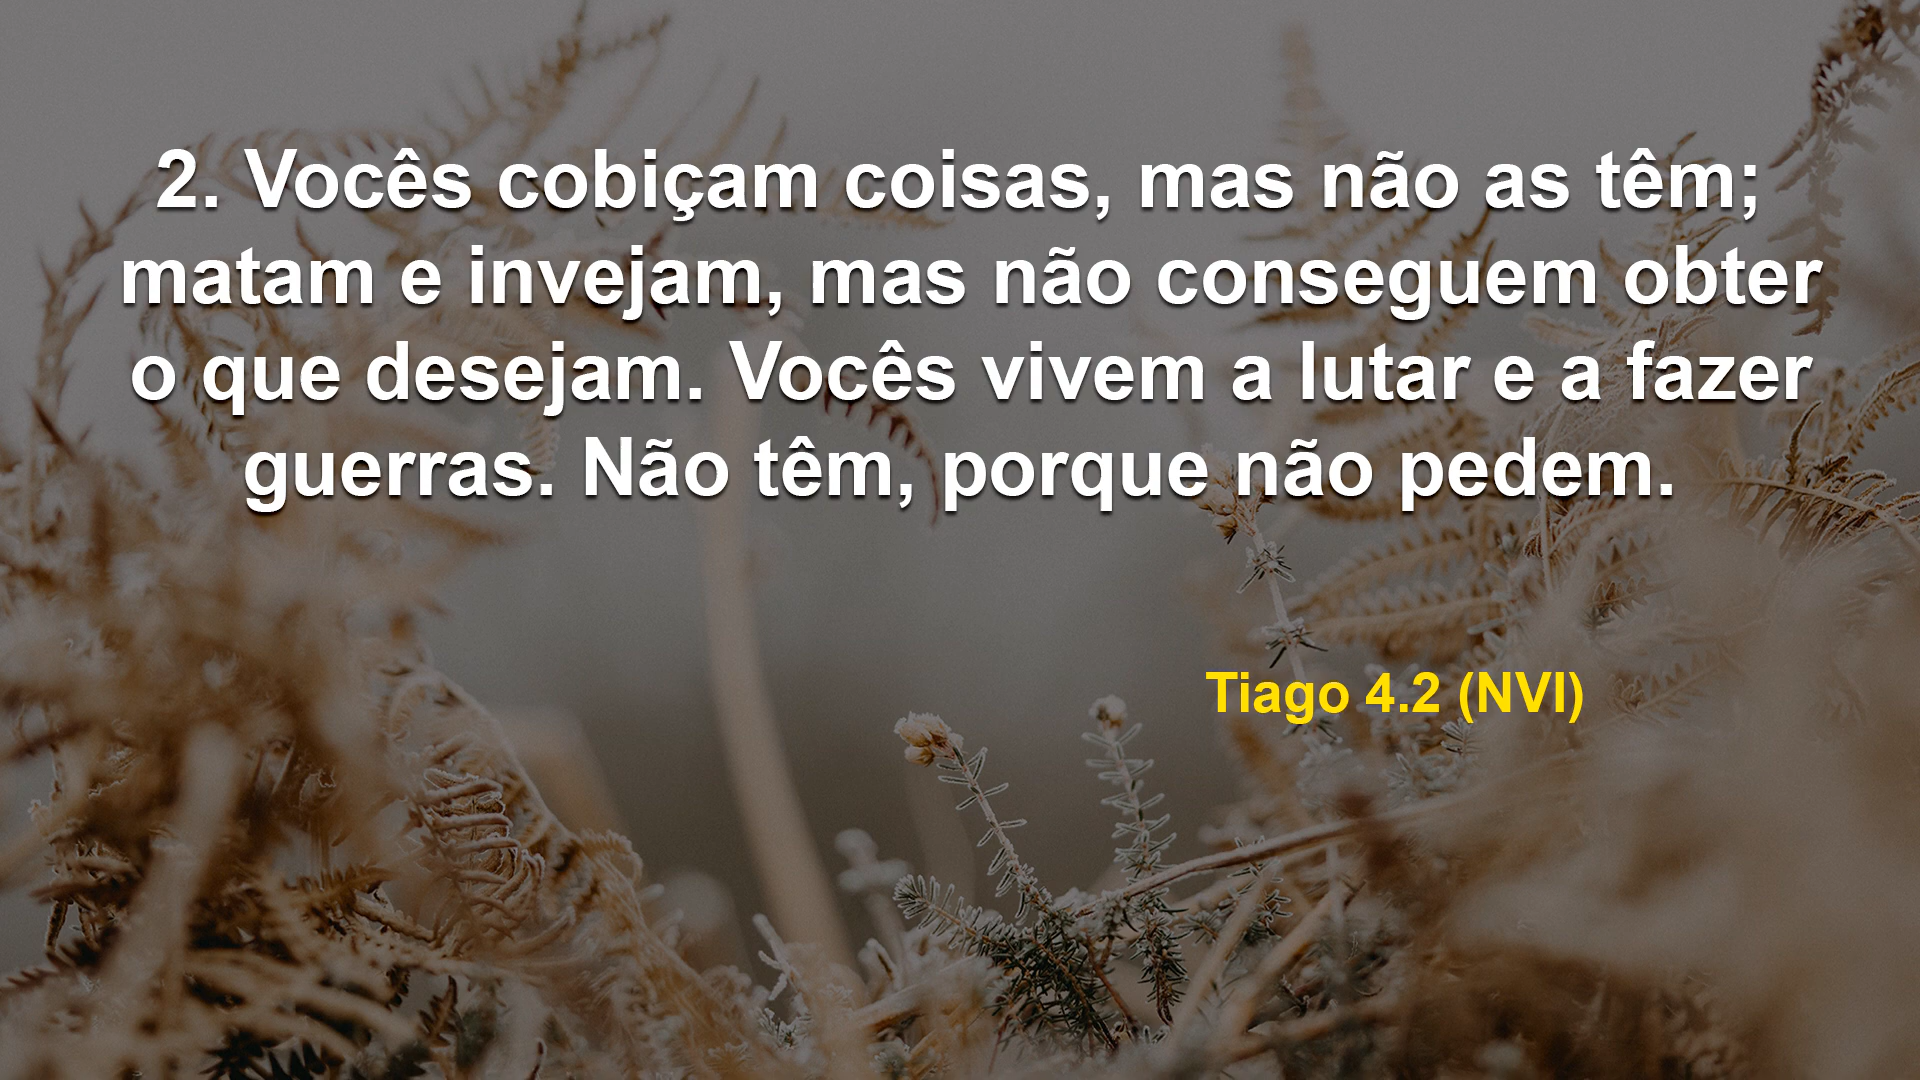 2. Vocês cobiçam coisas, mas não as têm;
matam e invejam, mas não conseguem obter
o que desejam. Vocês vivem a lutar e a fazer
guerras. Não têm, porque não pedem.
Tiago 4.2 (NVI)